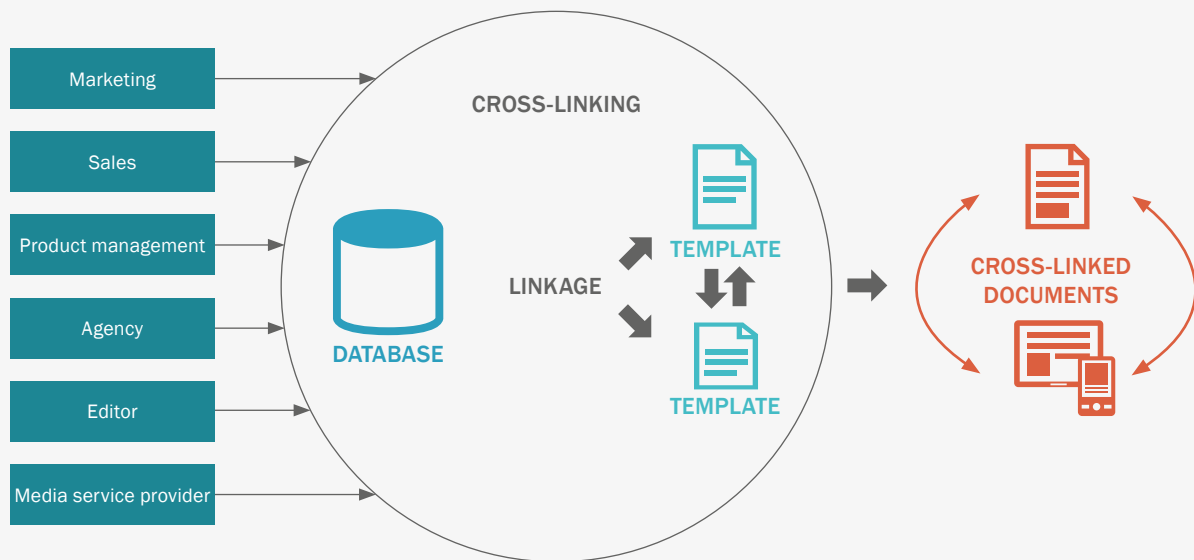 Marketing
Sales
Product management
Agency
Editor
Media service provider
CROSS-LINKING
DATABASE
LINKAGE
TEMPLATE
TEMPLATE
CROSS-LINKED
DOCUMENTS